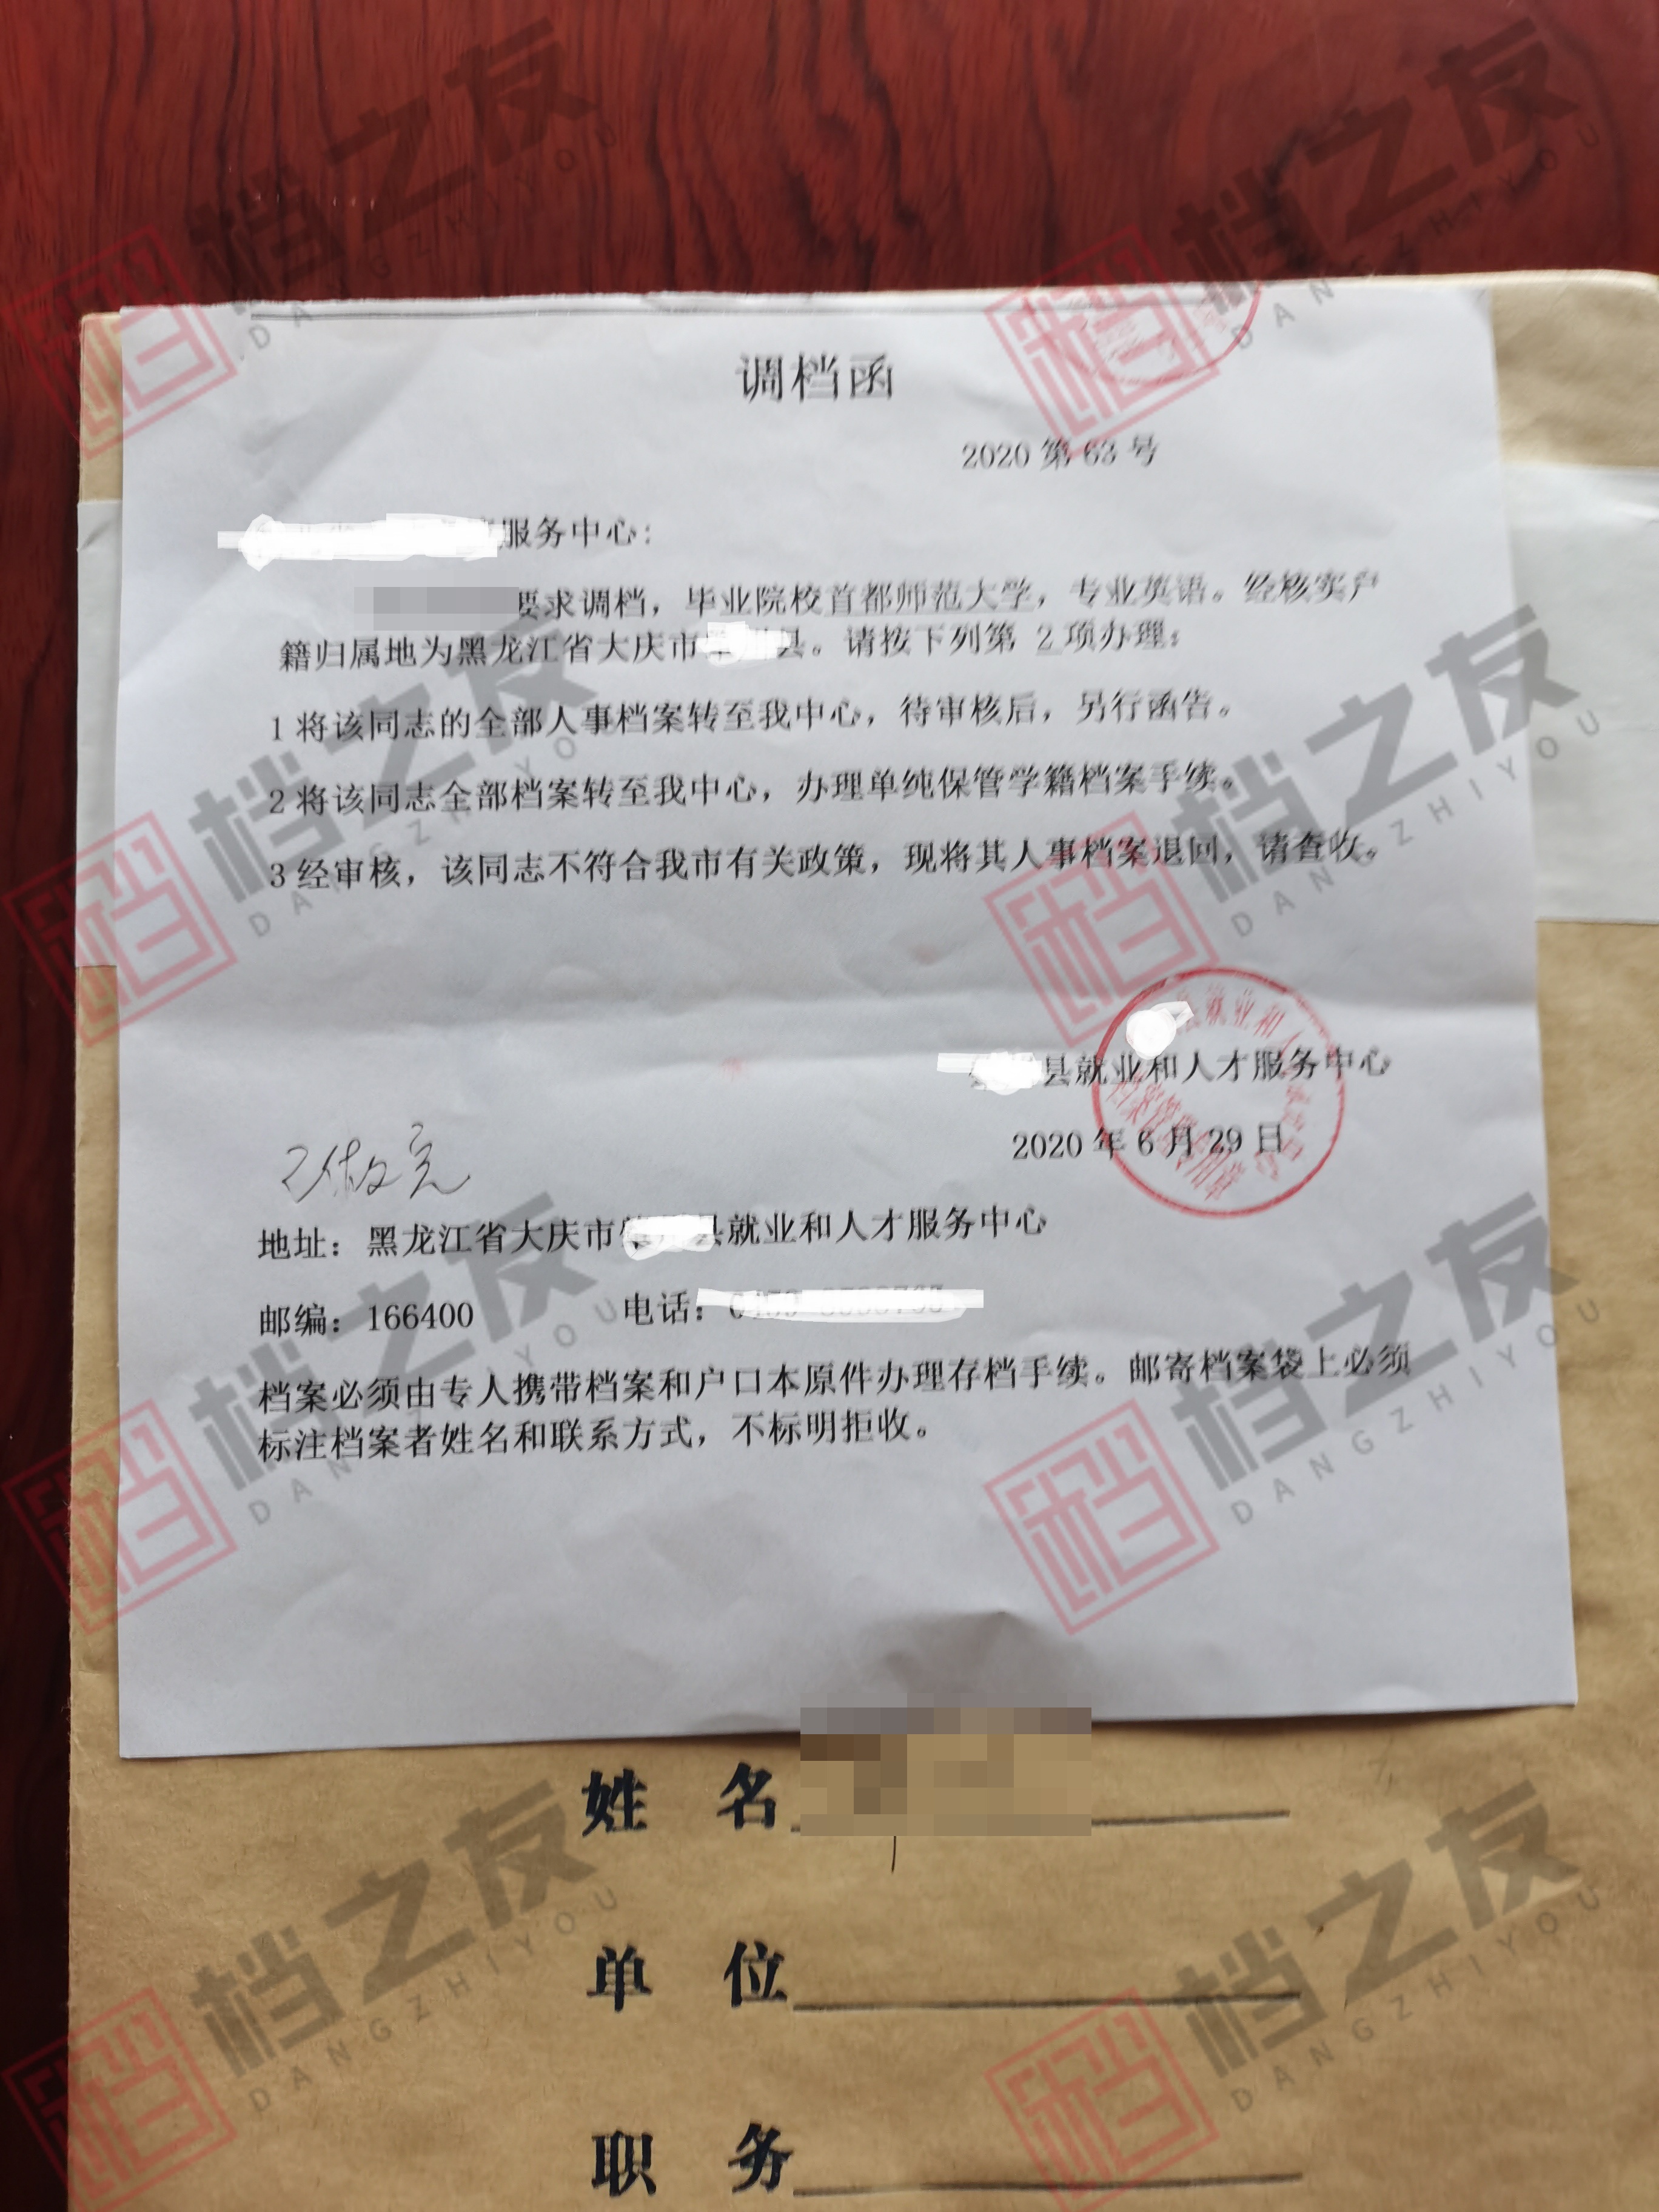 调档函
2020 第 63 号
服务中心：
要求调档，毕业院校首都师范大学，专业英语。经核实户
籍归属地为黑龙江省大庆市 县。请按下列第 2项办理：
1 将该同志的全部人事档案转至我中心，待审核后，另行函告。
2 将该同志全部档案转至我中心，办理单纯保管学籍档案手续。
3 经审核，该同志不符合我市有关政策，现将其人事档案退回，请查收。
县就业和人才服务中心
2020 年 6 月 29 日
地址：黑龙江省大庆市 县就业和人才服务中心
邮编：166400 电话：
档案必须由专人携带档案和户口本原件办理存档手续。邮寄档案袋上必须
标注档案者姓名和联系方式，不标明拒收。
姓 名
单 位
职 务
档之友
DANGZHIYOU